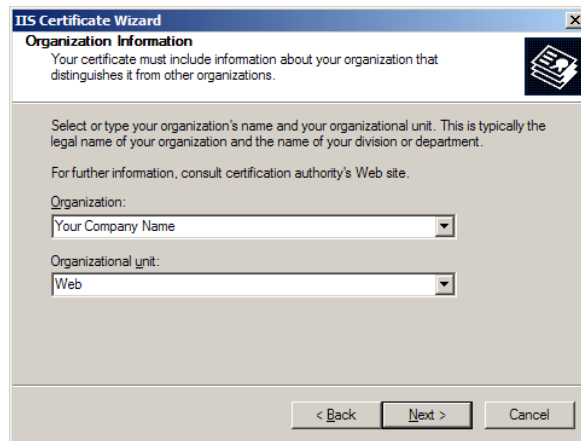 IIS Certificate Wizard
Organization Information
Your certificate must include information about your organization that
distinguishes it from other organizations.
Select or type your organization's name and your organizational unit. This is typically the
legal name of your organization and the name of your division or department.
For further information, consult certification authority's Web site.
Organization:
Your Company Name
Organizational unit:
Web
< Back
Next >
Cancel